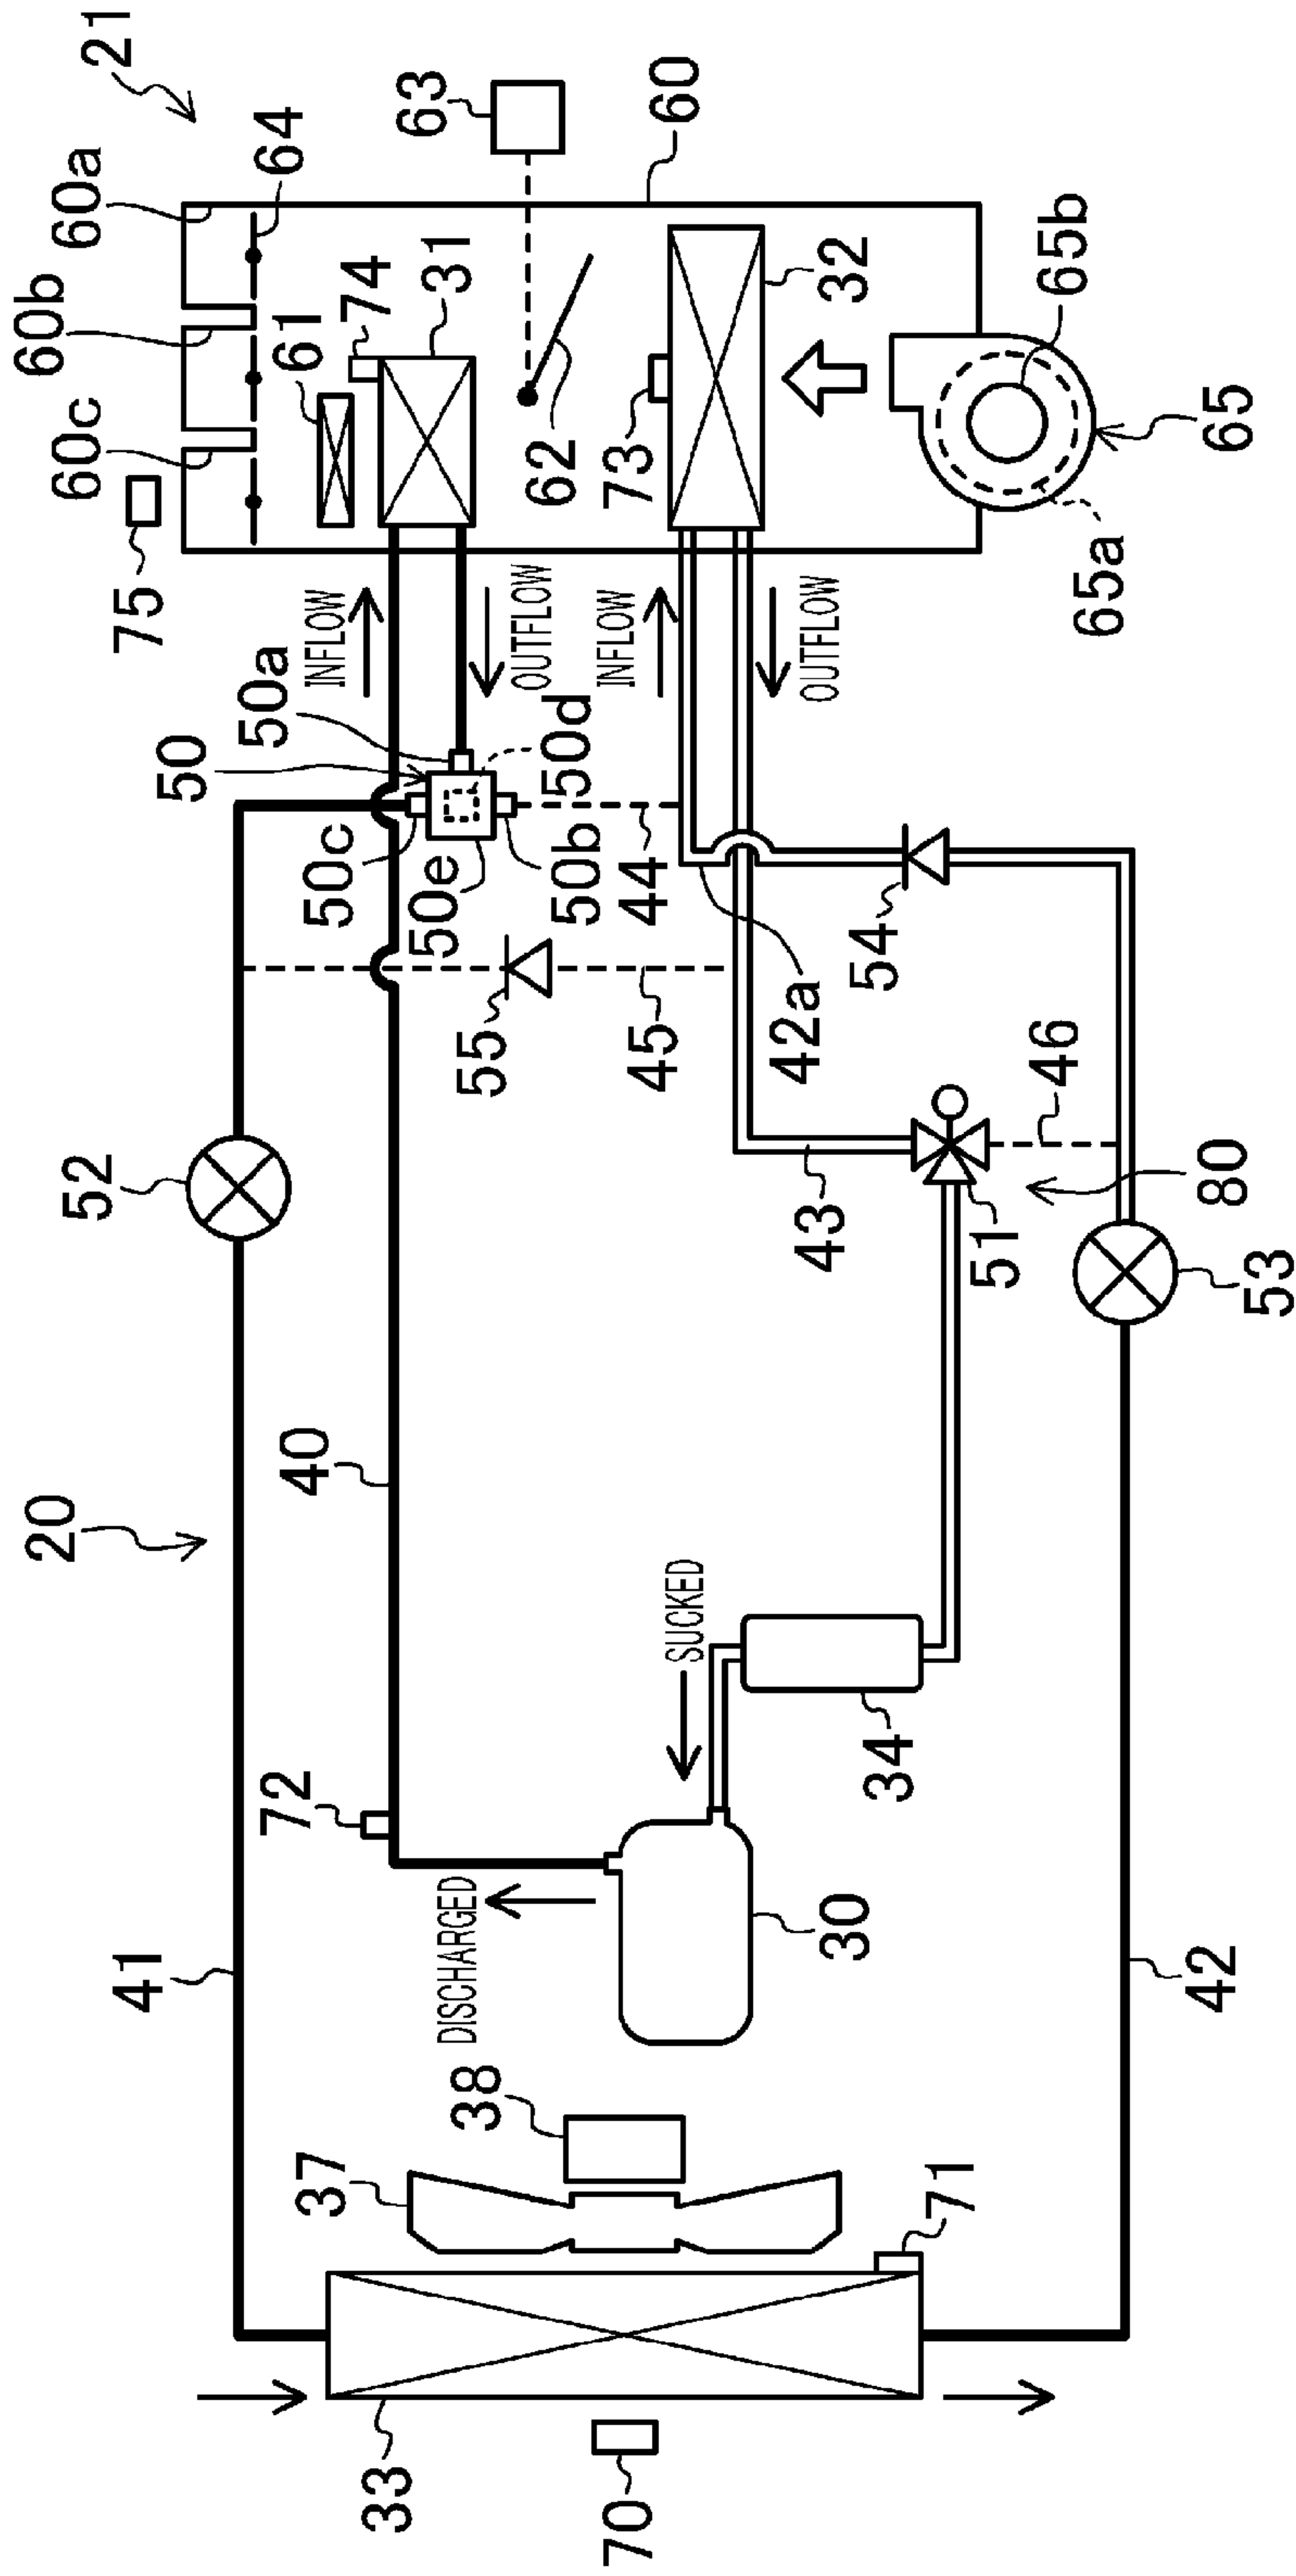 21
60a
60b
60c
64
63
60
75
61
74
31
62
73
32
65b
65
65a
INFLOW
OUTFLOW
INFLOW
OUTFLOW
50
50a
50c
50e
50d
50b
44
42a
54
55
45
46
52
43
51
80
53
20
40
SUCKED
34
72
DISCHARGED
30
41
42
38
37
71
33
70